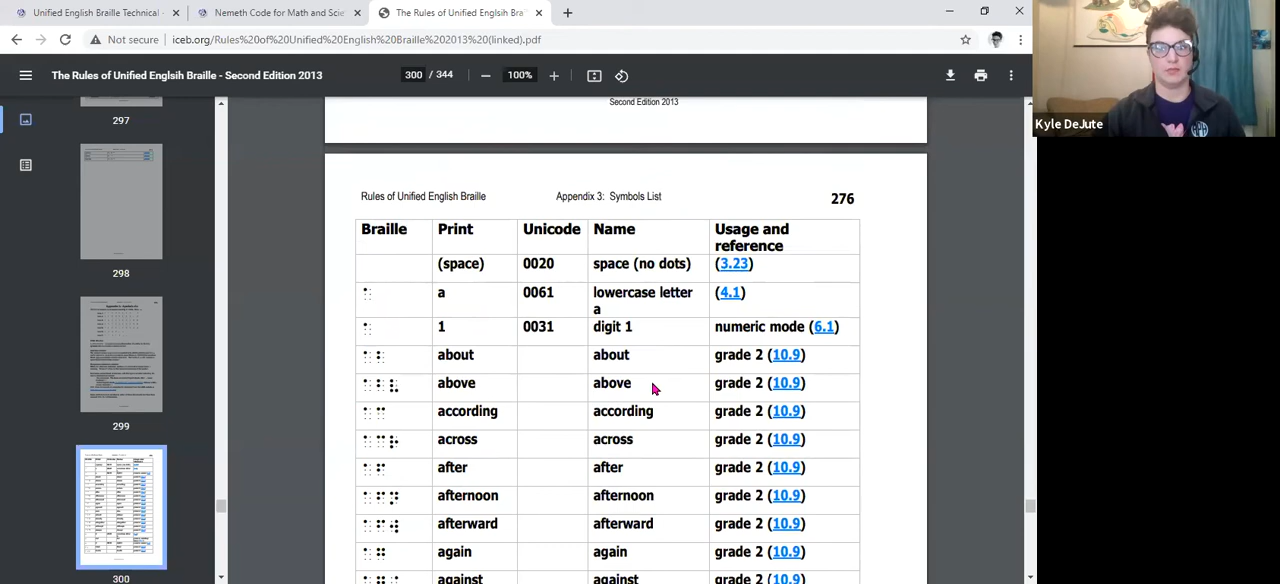 Unified English Braille Technical
Nemeth Code for Math and Scie
The Rules of Unified Englsih Bra
Not secure
iceb.org/Rules%20of%20Unified%20English%20Braille%202013%20(linked).pdf
The Rules of Unified Englsih Braille - Second Edition 2013
300 / 344
100%
Kyle DeJute
297
298
299
300
Second Edition 2013
Rules of Unified English Braille Appendix 3: Symbols List 276
Braille Print Unicode Name Usage and
reference
(space) 0020 space (no dots) (3.23)
⠁ a 0061 lowercase letter (4.1)
a
⠁ 1 0031 digit 1 numeric mode (6.1)
⠁⠃ about about grade 2 (10.9)
⠁⠃⠧ above above grade 2 (10.9)
⠁⠉ according according grade 2 (10.9)
⠁⠉⠗ across across grade 2 (10.9)
⠁⠋ after after grade 2 (10.9)
⠁⠋⠝ afternoon afternoon grade 2 (10.9)
⠁⠋⠺ afterward afterward grade 2 (10.9)
⠁⠛ again again grade 2 (10.9)
against against grade 2 (10.9)